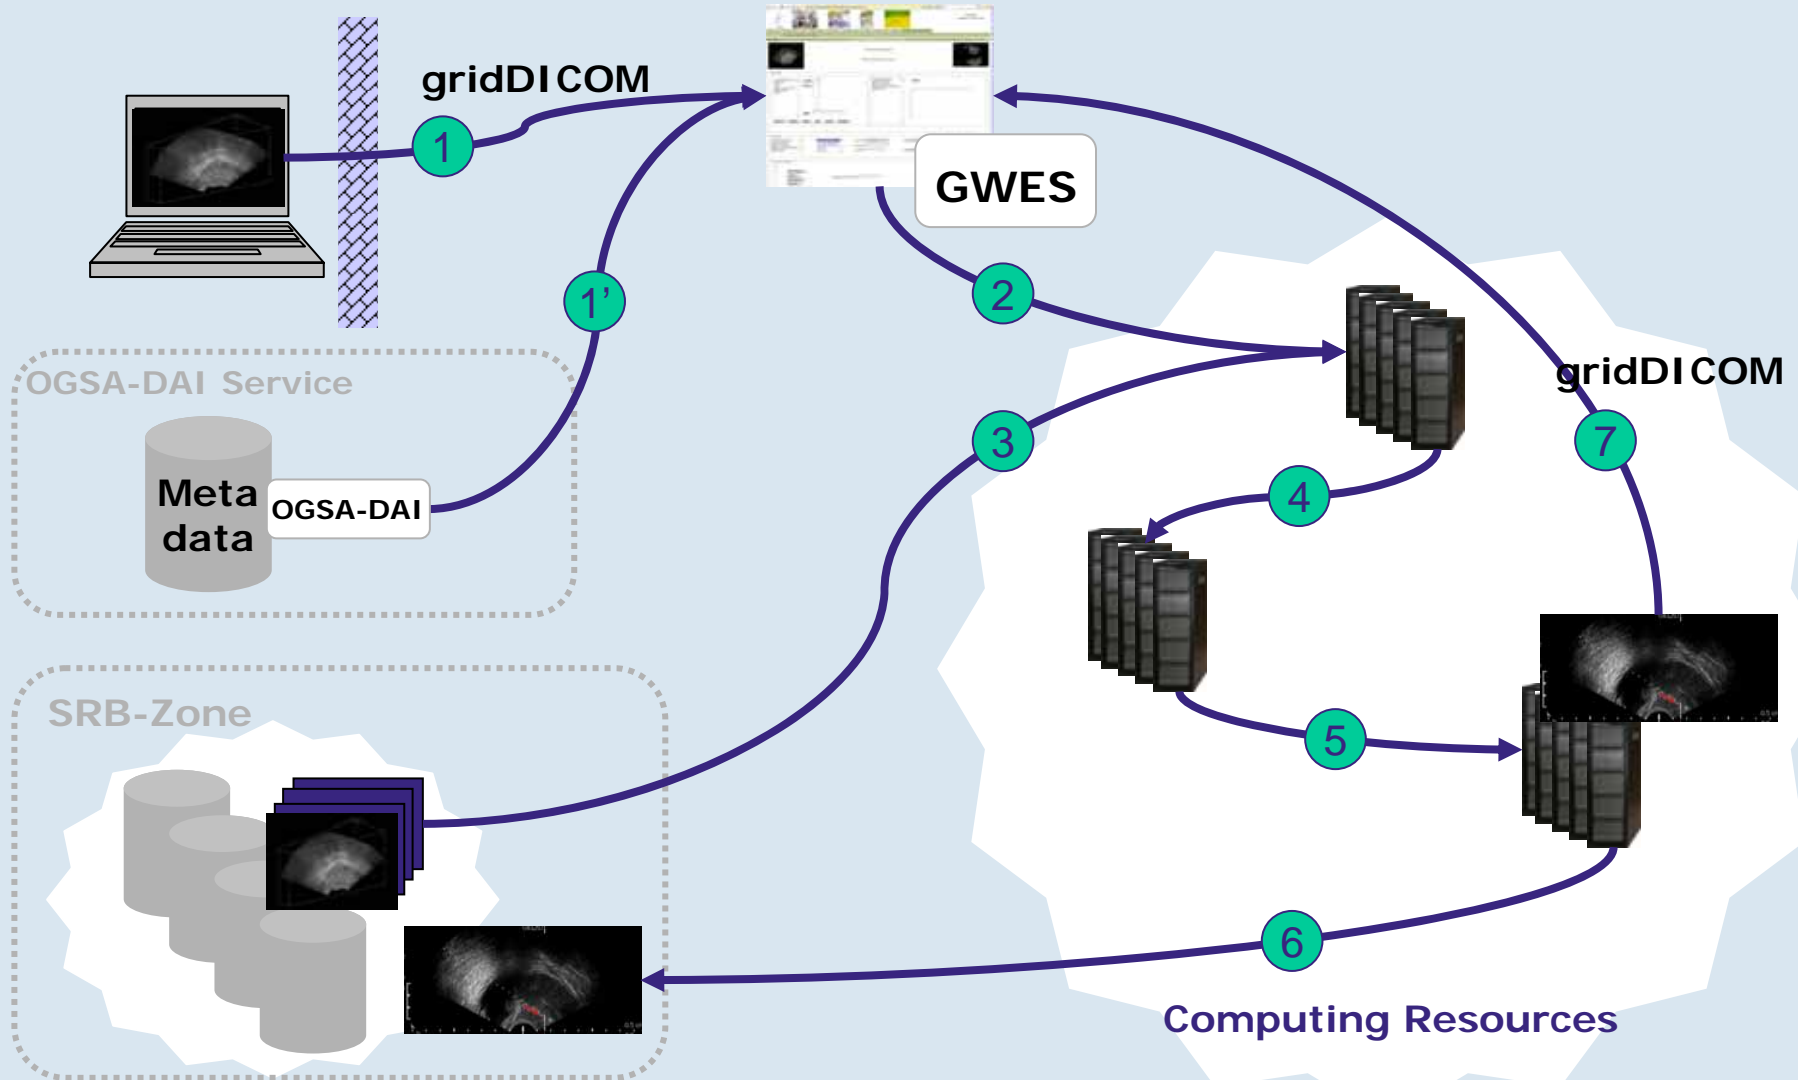 gridDICOM
1
GWES
1’
2
OGSA-DAI Service
gridDICOM
3
7
4
Meta
data
OGSA-DAI
SRB-Zone
5
6
Computing Resources